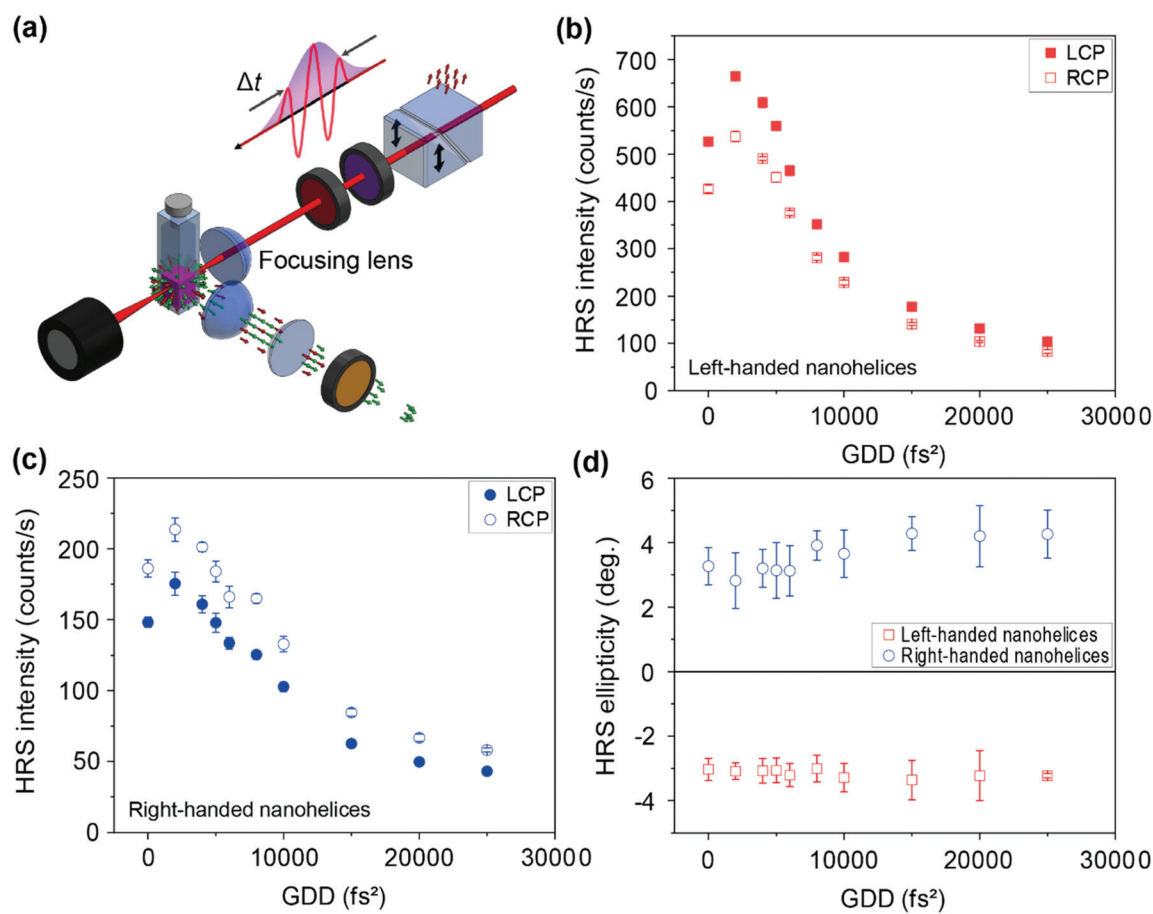 (a)
Δt
Focusing lens
(b)
HRS intensity (counts/s)
700
600
500
400
300
200
100
0
LCP
RCP
Left-handed nanohelices
0
10000
20000
30000
GDD (fs²)
(c)
HRS intensity (counts/s)
250
200
150
100
50
0
LCP
RCP
Right-handed nanohelices
0
10000
20000
30000
GDD (fs²)
(d)
HRS ellipticity (deg.)
6
4
2
0
-2
-4
Left-handed nanohelices
Right-handed nanohelices
0
10000
20000
30000
GDD (fs²)